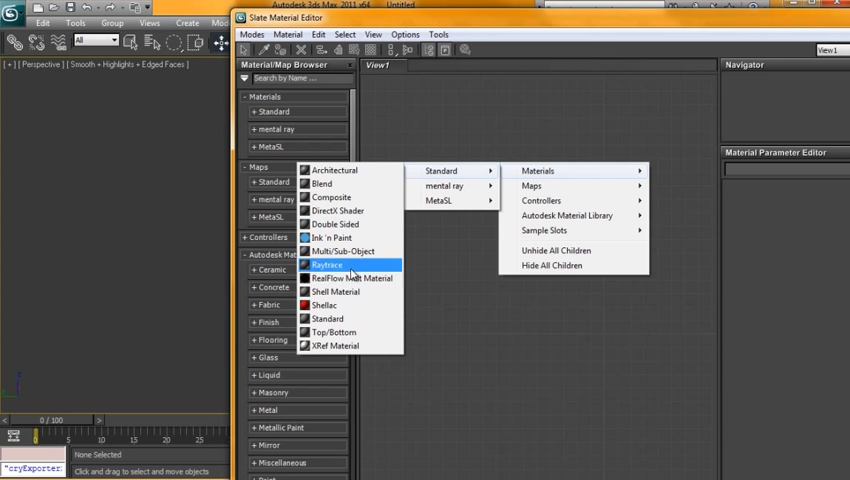 Autodesk 3ds Max 2011 x64 Untitled
Edit Tools Group Views Create
All
[ + ] [ Perspective ] [ Smooth + Highlights + Edged Faces ]
Slate Material Editor
Modes Material Edit Select View Options Tools
View1
Material/Map Browser
Search by Name ...
- Materials
+ Standard
+ mental ray
+ MetaSL
- Maps
+ Standard
+ mental ray
+ MetaSL
+ Controllers
- Autodesk Mat
+ Ceramic
+ Concrete
+ Fabric
+ Finish
+ Flooring
+ Glass
+ Liquid
+ Masonry
+ Metal
+ Metallic Paint
+ Mirror
+ Miscellaneous
+ Paint
View1
Navigator
Material Parameter Editor
Architectural
Blend
Composite
DirectX Shader
Double Sided
Ink 'n Paint
Multi/Sub-Object
Raytrace
RealFlow Material
Shell Material
Shellac
Standard
Top/Bottom
XRef Material
Standard
mental ray
MetaSL
Materials
Maps
Controllers
Autodesk Material Library
Sample Slots
Unhide All Children
Hide All Children
0 / 100
0 5 10 15 20 25
"cryExporter:
None Selected
Click and drag to select and move objects